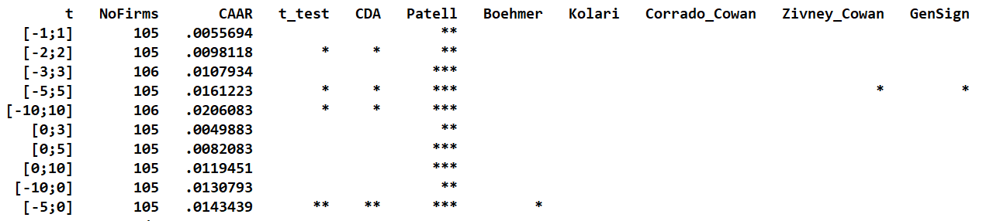 t NoFirms CAAR t_test CDA Patell Boehmer Kolari Corrado_Cowan Zivney_Cowan GenSign
[-1;1] 105 .0055694 **
[-2;2] 105 .0098118 * * **
[-3;3] 106 .0107934 ***
[-5;5] 105 .0161223 * * *** * *
[-10;10] 106 .0206083 * * ***
[0;3] 105 .0049883 **
[0;5] 105 .0082083 ***
[0;10] 105 .0119451 ***
[-10;0] 105 .0130793 **
[-5;0] 105 .0143439 ** ** *** *